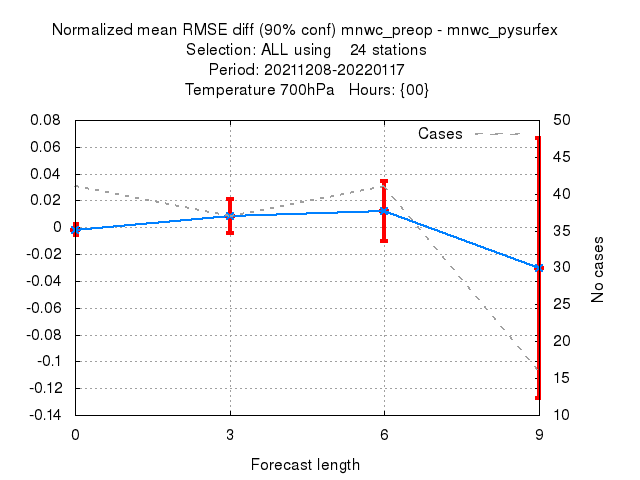 Normalized mean RMSE diff (90% conf) mnwc_preop - mnwc_pysurfex
Selection: ALL using    24 stations
Period: 20211208-20220117
Temperature 700hPa   Hours: {00}
Cases
0.08
0.06
0.04
0.02
0
-0.02
-0.04
-0.06
-0.08
-0.1
-0.12
-0.14
50
45
40
35
30
25
20
15
10
No cases
0 3 6 9
Forecast length